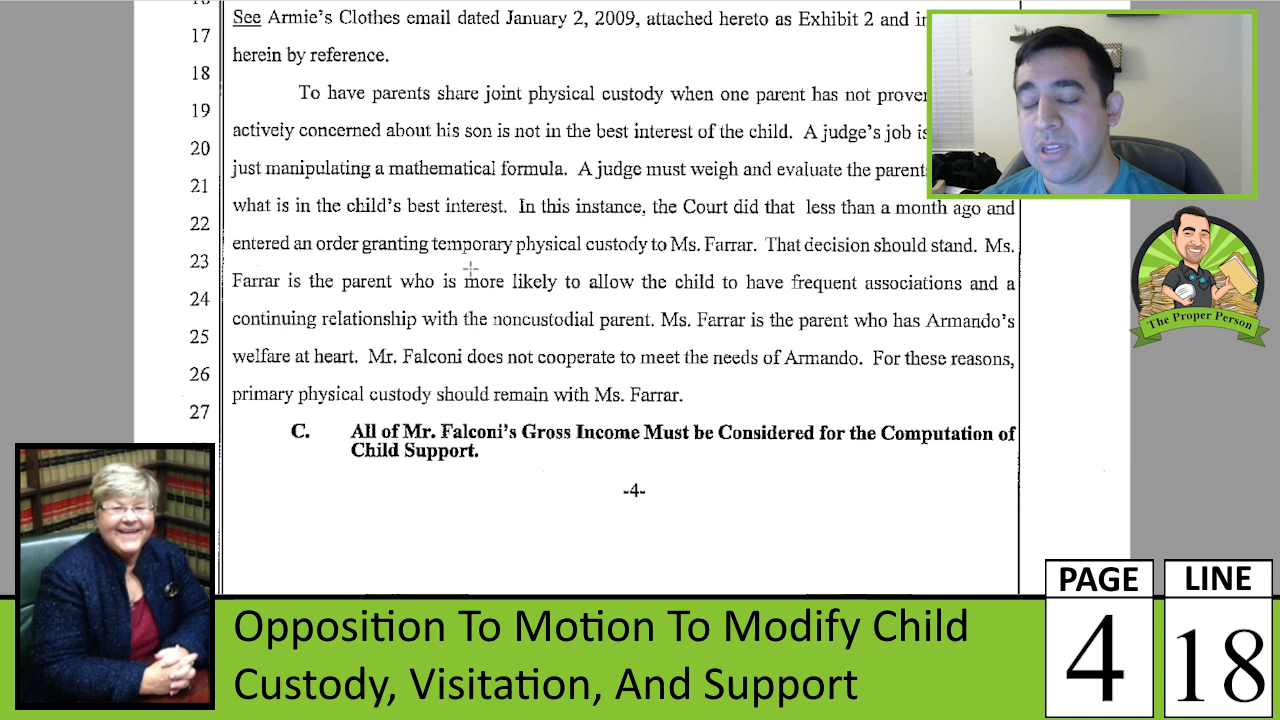 16
See Armie's Clothes email dated January 2, 2009, attached hereto as Exhibit 2 and in
17
herein by reference.
18
To have parents share joint physical custody when one parent has not prove
19
actively concerned about his son is not in the best interest of the child. A judge's job is
20
just manipulating a mathematical formula. A judge must weigh and evaluate the parent
21
what is in the child's best interest. In this instance, the Court did that less than a month ago and
22
entered an order granting temporary physical custody to Ms. Farrar. That decision should stand. Ms.
23
Farrar is the parent who is more likely to allow the child to have frequent associations and a
24
continuing relationship with the noncustodial parent. Ms. Farrar is the parent who has Armando's
25
welfare at heart. Mr. Falconi does not cooperate to meet the needs of Armando. For these reasons,
26
primary physical custody should remain with Ms. Farrar.
27
C. All of Mr. Falconi's Gross Income Must be Considered for the Computation of
Child Support.
-4-
The Proper Person
Opposition To Motion To Modify Child
Custody, Visitation, And Support
PAGE
4
LINE
18